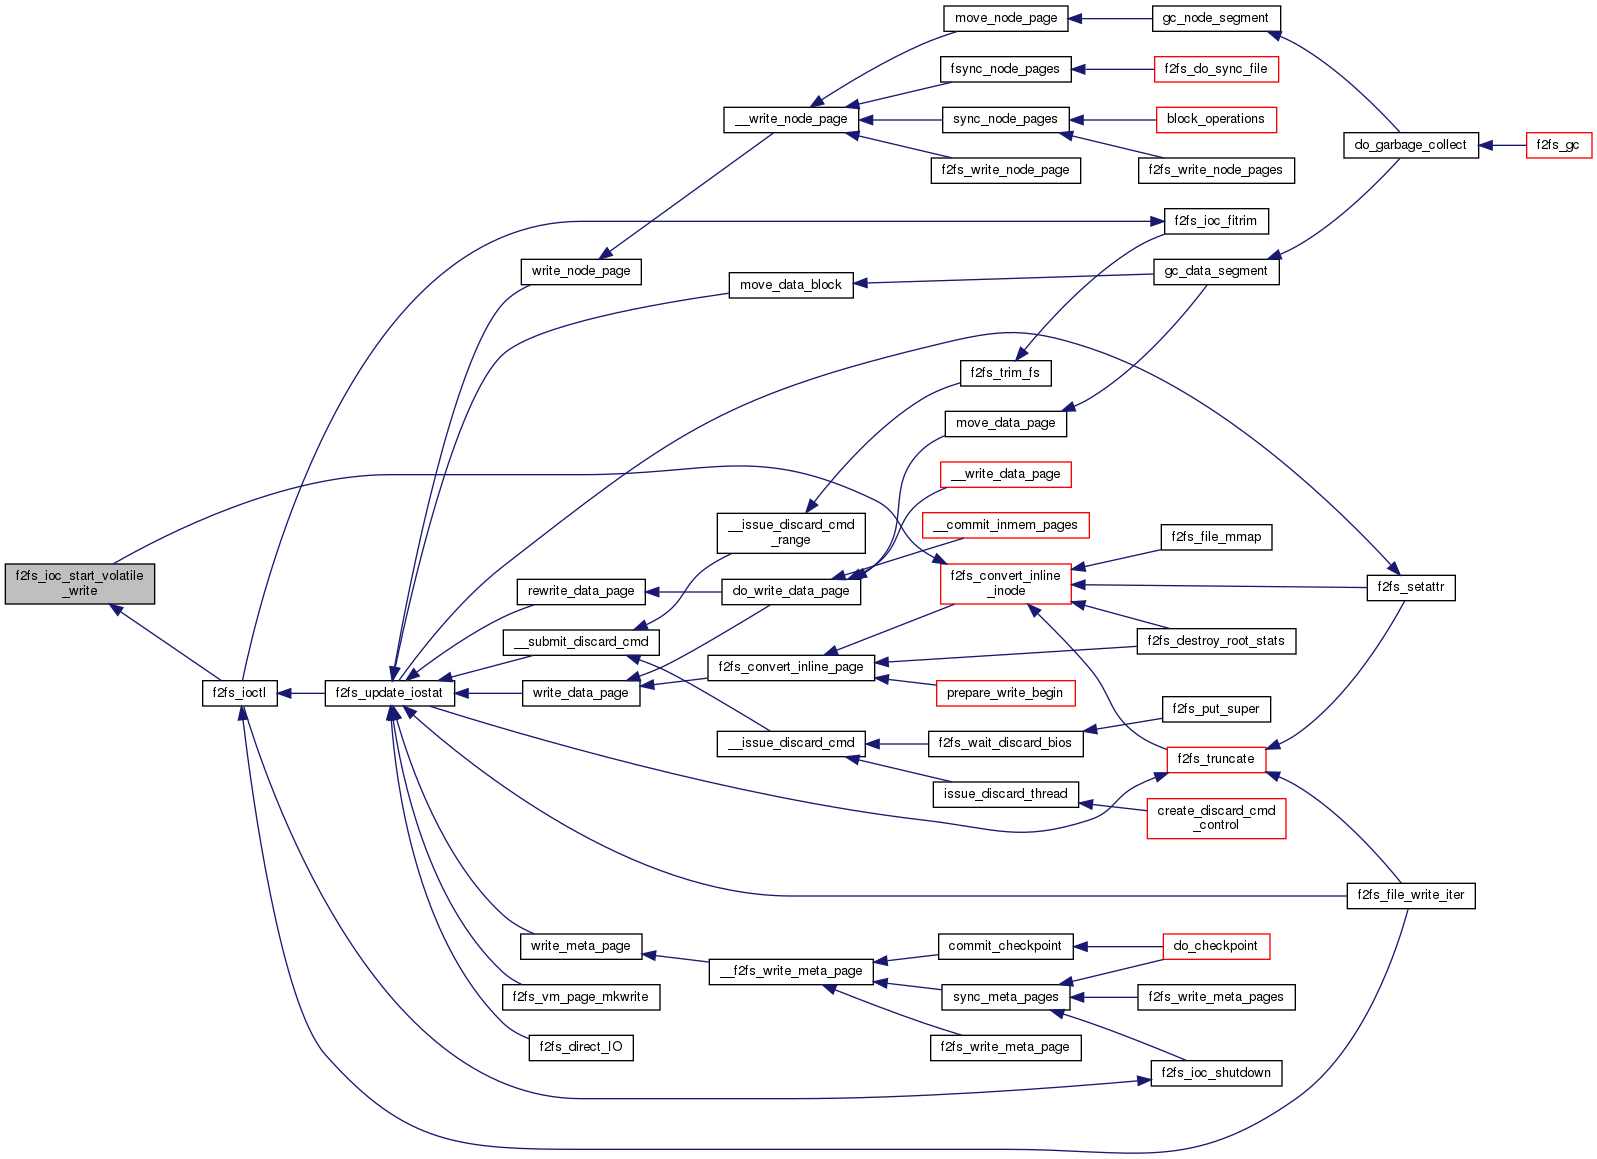 move_node_page
gc_node_segment
fsync_node_pages
f2fs_do_sync_file
__write_node_page
sync_node_pages
block_operations
do_garbage_collect
f2fs_gc
f2fs_write_node_page
f2fs_write_node_pages
f2fs_ioc_fitrim
write_node_page
move_data_block
gc_data_segment
f2fs_trim_fs
move_data_page
__write_data_page
__issue_discard_cmd
_range
__commit_inmem_pages
f2fs_file_mmap
f2fs_ioc_start_volatile
_write
rewrite_data_page
do_write_data_page
f2fs_convert_inline
_inode
f2fs_setattr
__submit_discard_cmd
f2fs_destroy_root_stats
f2fs_convert_inline_page
f2fs_ioctl
f2fs_update_iostat
write_data_page
prepare_write_begin
f2fs_put_super
__issue_discard_cmd
f2fs_wait_discard_bios
f2fs_truncate
issue_discard_thread
create_discard_cmd
_control
f2fs_file_write_iter
write_meta_page
commit_checkpoint
do_checkpoint
__f2fs_write_meta_page
f2fs_vm_page_mkwrite
sync_meta_pages
f2fs_write_meta_pages
f2fs_direct_IO
f2fs_write_meta_page
f2fs_ioc_shutdown